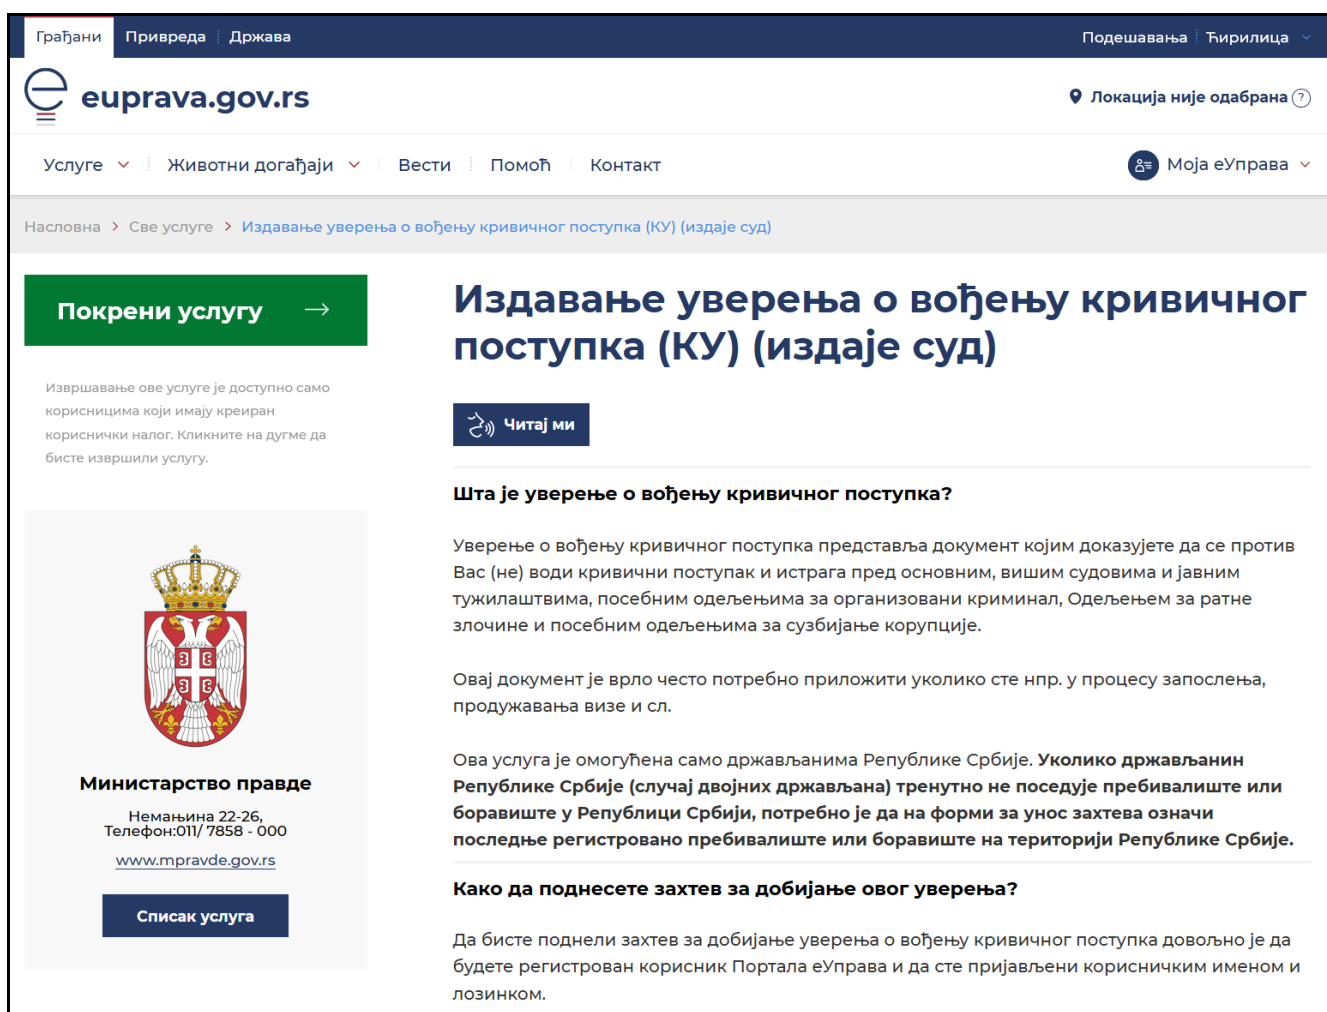 Грађани Привреда Држава Подешавања Ћирилица
euprava.gov.rs Локација није одабрана ?
Услуге Животни догађаји Вести Помоћ Контакт Моја еУправа
Насловна > Све услуге > Издавање уверења о вођењу кривичног поступка (КУ) (издаје суд)
Покрени услугу →
Извршавање ове услуге је доступно само
корисницима који имају креиран
кориснички налог. Кликните на дугме да
бисте извршили услугу.
Министарство правде
Немањина 22-26,
Телефон:011/ 7858 - 000
www.mpravde.gov.rs
Списак услуга
Издавање уверења о вођењу кривичног
поступка (КУ) (издаје суд)
Читај ми
Шта је уверење о вођењу кривичног поступка?
Уверење о вођењу кривичног поступка представља документ којим доказујете да се против
Вас (не) води кривични поступак и истрага пред основним, вишим судовима и јавним
тужилаштвима, посебним одељењима за организовани криминал, Одељењем за ратне
злочине и посебним одељењима за сузбијање корупције.
Овај документ је врло често потребно приложити уколико сте нпр. у процесу запослења,
продужавања визе и сл.
Ова услуга је омогућена само држављанима Републике Србије. Уколико држављанин
Републике Србије (случај двојних држављана) тренутно не поседује пребивалиште или
боравиште у Републици Србији, потребно је да на форми за унос захтева означи
последње регистровано пребивалиште или боравиште на територији Републике Србије.
Како да поднесете захтев за добијање овог уверења?
Да бисте поднели захтев за добијање уверења о вођењу кривичног поступка довољно је да
будете регистрован корисник Портала еУправа и да сте пријављени корисничким именом и
лозинком.